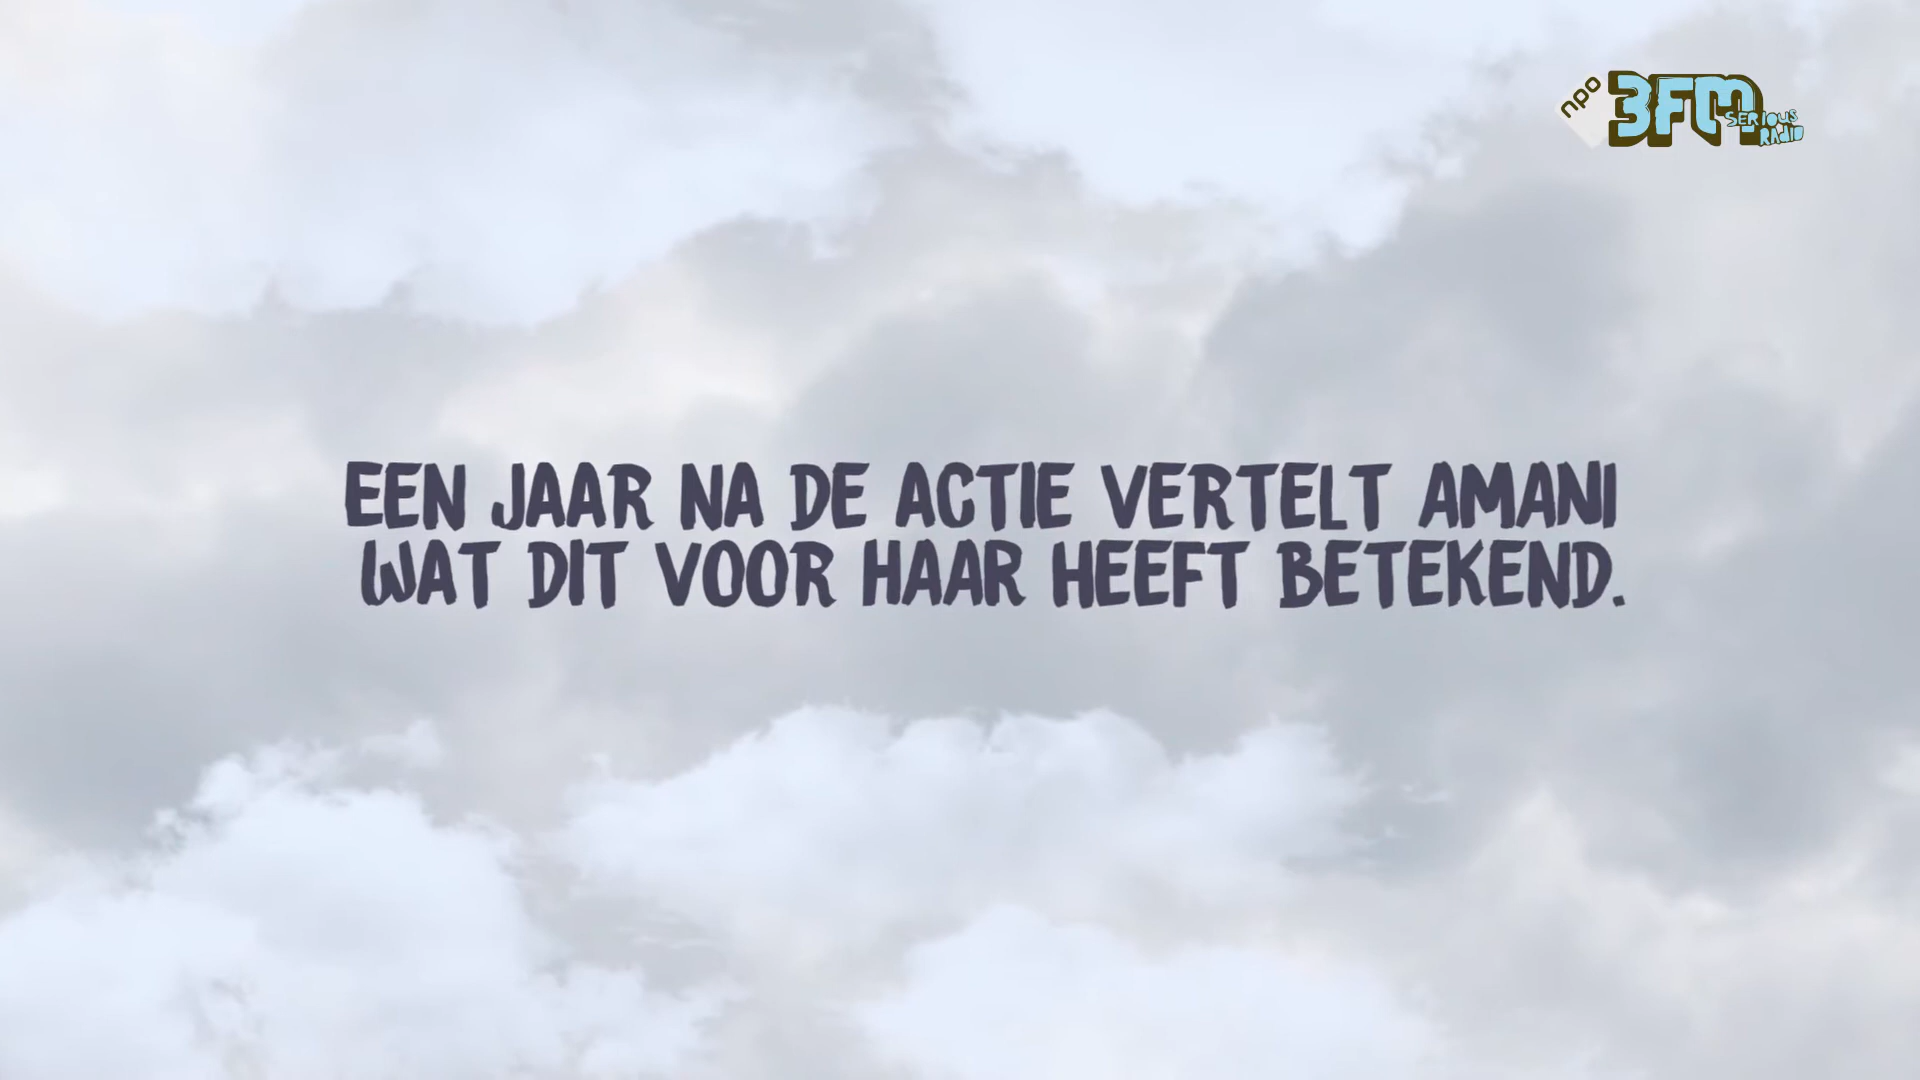 npo 3FM SERIOUS RADIO
EEN JAAR NA DE ACTIE VERTELT AMANI
WAT DIT VOOR HAAR HEEFT BETEKEND.